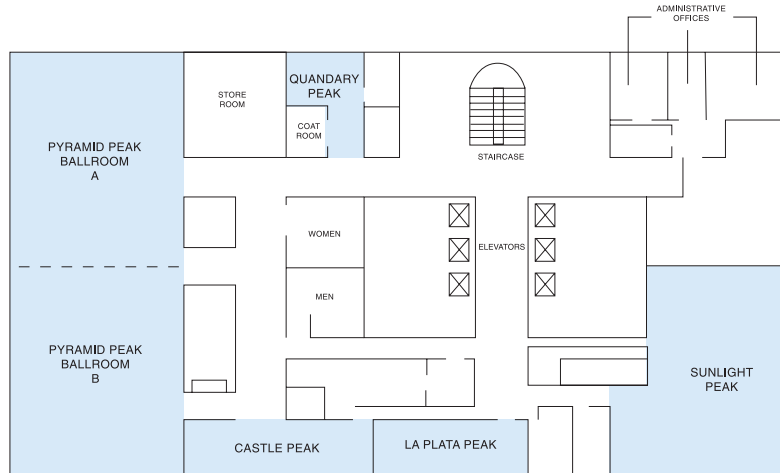 ADMINISTRATIVE
OFFICES
QUANDARY
PEAK
STORE
ROOM
COAT
ROOM
PYRAMID PEAK
BALLROOM
A
STAIRCASE
WOMEN
ELEVATORS
MEN
PYRAMID PEAK
BALLROOM
B
SUNLIGHT
PEAK
CASTLE PEAK
LA PLATA PEAK